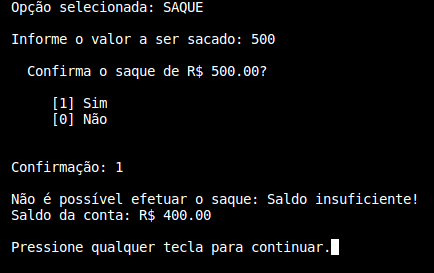 Opção selecionada: SAQUE
Informe o valor a ser sacado: 500
Confirma o saque de R$ 500.00?
[1] Sim
[0] Não
Confirmação: 1
Não é possível efetuar o saque: Saldo insuficiente!
Saldo da conta: R$ 400.00
Pressione qualquer tecla para continuar.